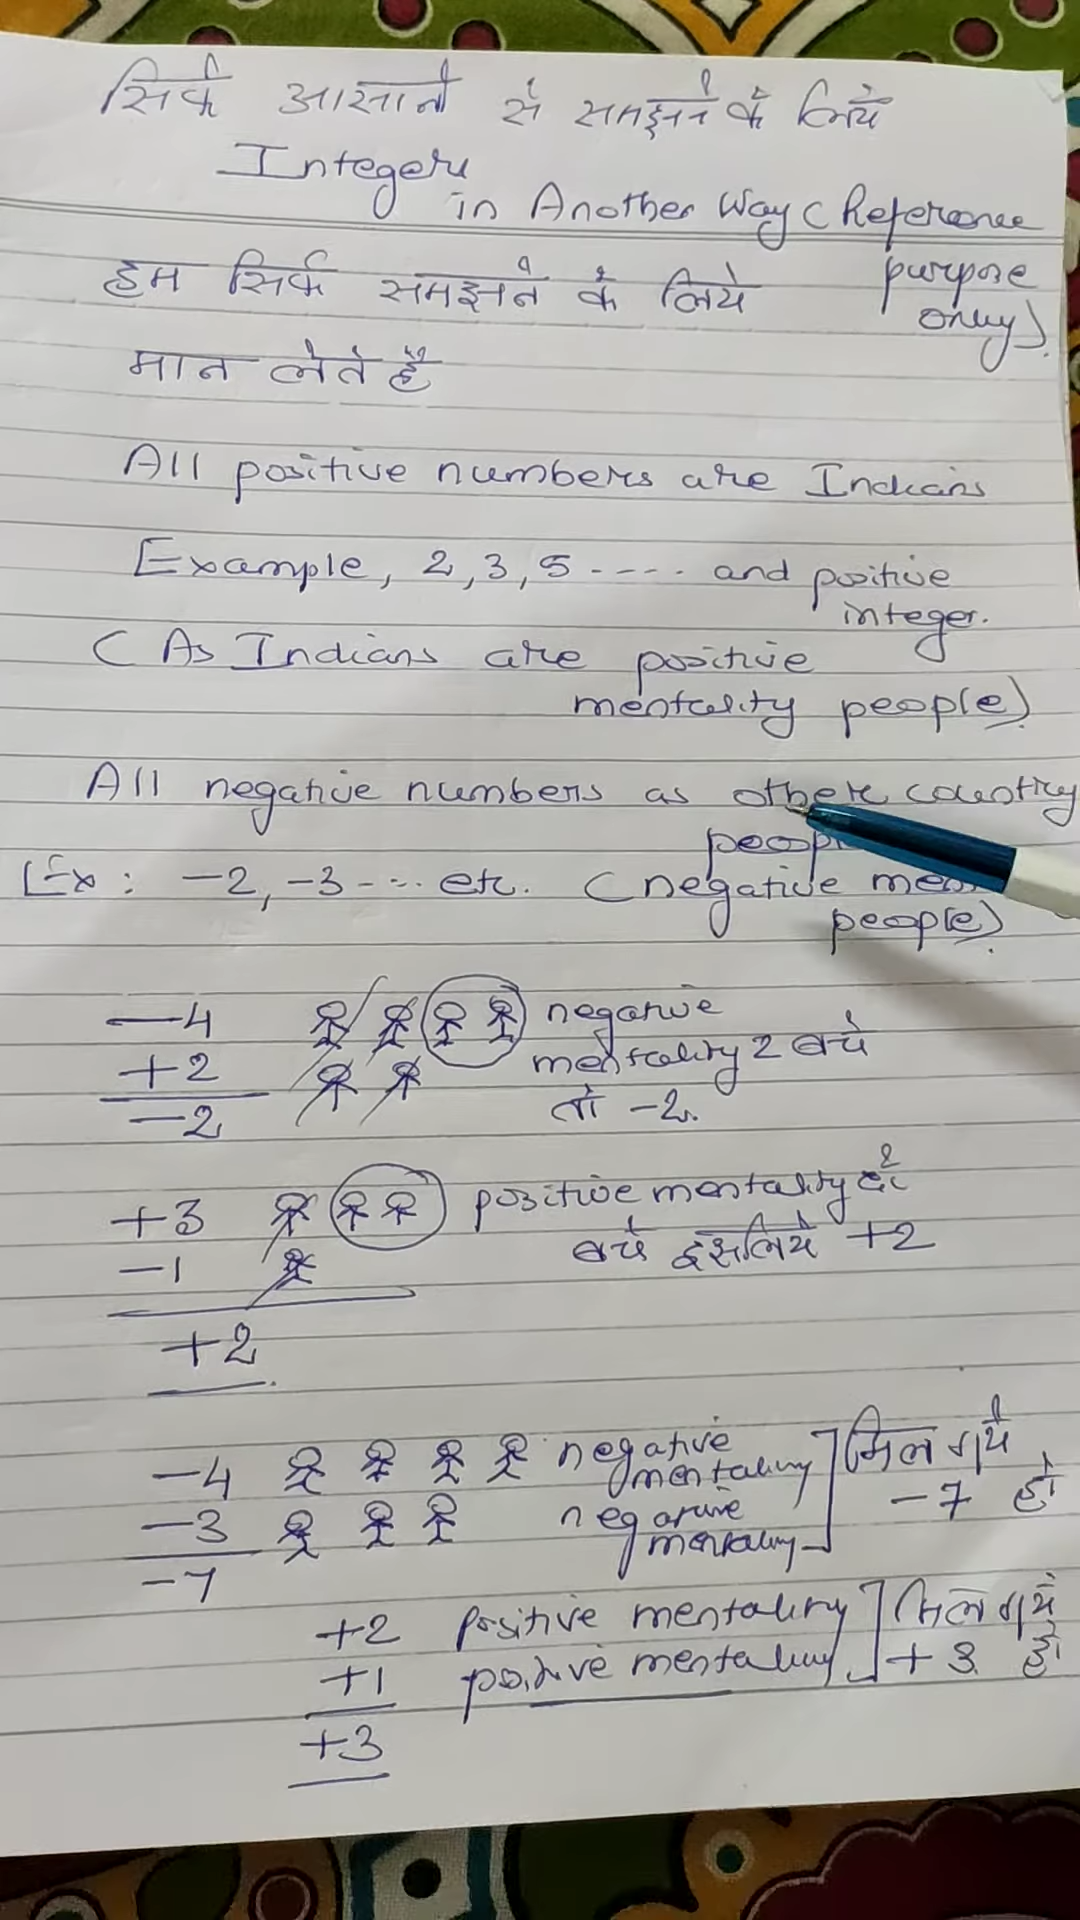 सिर्फ आसानी से समझने के लिये
Integers
in Another Way (Reference
purpose
only).
हम सिर्फ समझने के लिये
मान लेते हैं
All positive numbers are Indians
Example, 2, 3, 5 ---- and positive
integer.
(As Indians are positive
mentality people)
All negative numbers as other country
peopl
Ex: -2, -3 --- etc. (negative men
people).
-4 negative
+2 mentality 2 बचे
-2 तो -2.
+3 positive mentality के 2
-1 बचे इसलिये +2
+2
-4 negative mentality मिल गये
-3 negative mentality -7 हो
-7
+2 positive mentality मिल गये
+1 positive mentality +3 हो
+3